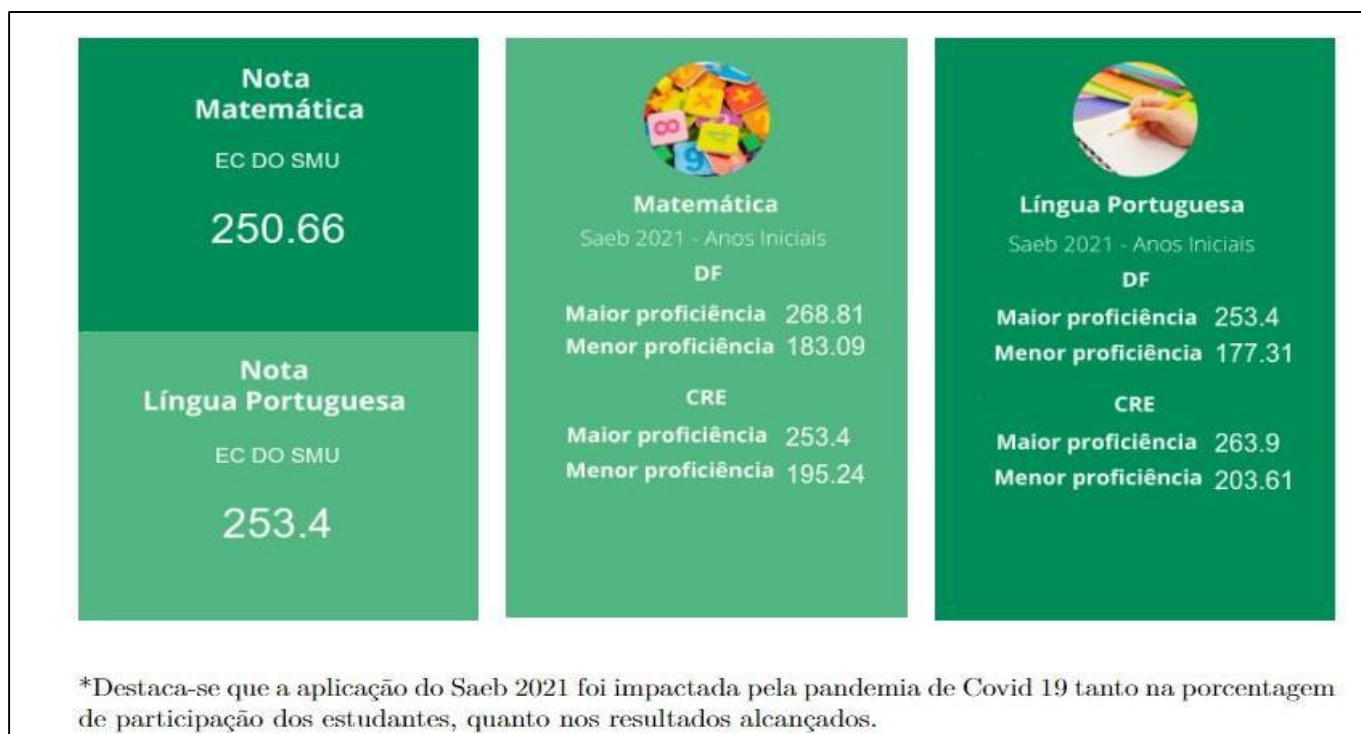 Nota
Matemática
EC DO SMU
250.66
Nota
Língua Portuguesa
EC DO SMU
253.4
Matemática
Saeb 2021 - Anos Iniciais
DF
Maior proficiência 268.81
Menor proficiência 183.09
CRE
Maior proficiência 253.4
Menor proficiência 195.24
Língua Portuguesa
Saeb 2021 - Anos Iniciais
DF
Maior proficiência 253.4
Menor proficiência 177.31
CRE
Maior proficiência 263.9
Menor proficiência 203.61
*Destaca-se que a aplicação do Saeb 2021 foi impactada pela pandemia de Covid 19 tanto na porcentagem
de participação dos estudantes, quanto nos resultados alcançados.